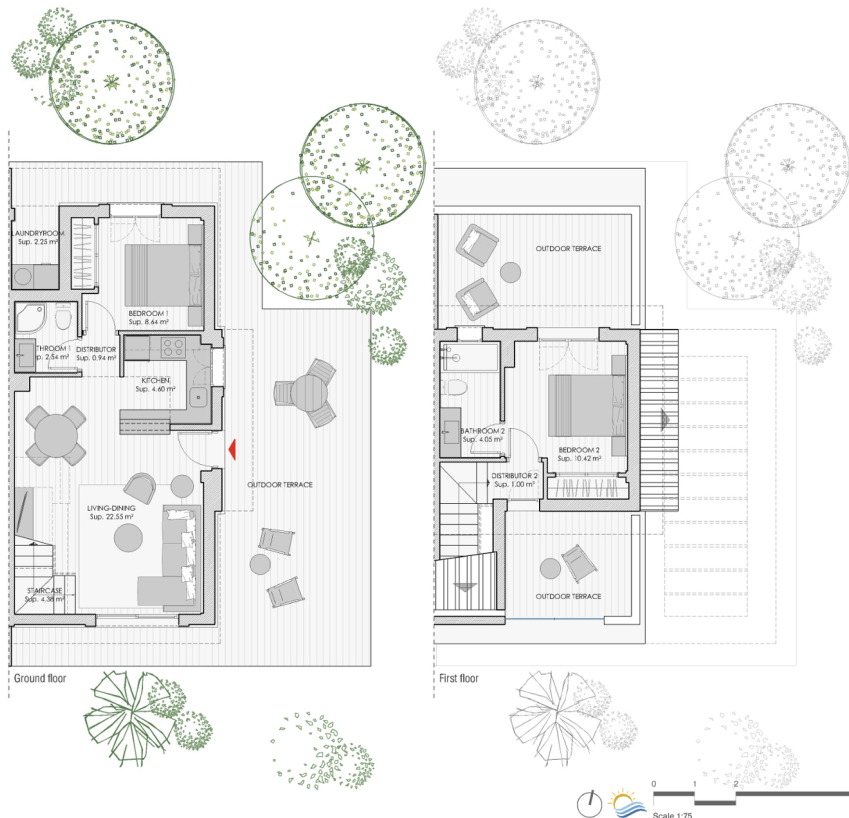 LAUNDRYROOM
Sup. 2.25 m²
BEDROOM 1
Sup. 8.64 m²
THROOM 1
p. 2.54 m²
DISTRIBUTOR
Sup. 0.94 m²
KITCHEN
Sup. 4.60 m²
LIVING-DINING
Sup. 22.55 m²
OUTDOOR TERRACE
STAIRCASE
Sup. 4.38 m²
Ground floor
OUTDOOR TERRACE
BATHROOM 2
Sup. 4.05 m²
BEDROOM 2
Sup. 10.42 m²
DISTRIBUTOR 2
Sup. 1.00 m²
OUTDOOR TERRACE
First floor
0 1 2
Scale 1:75